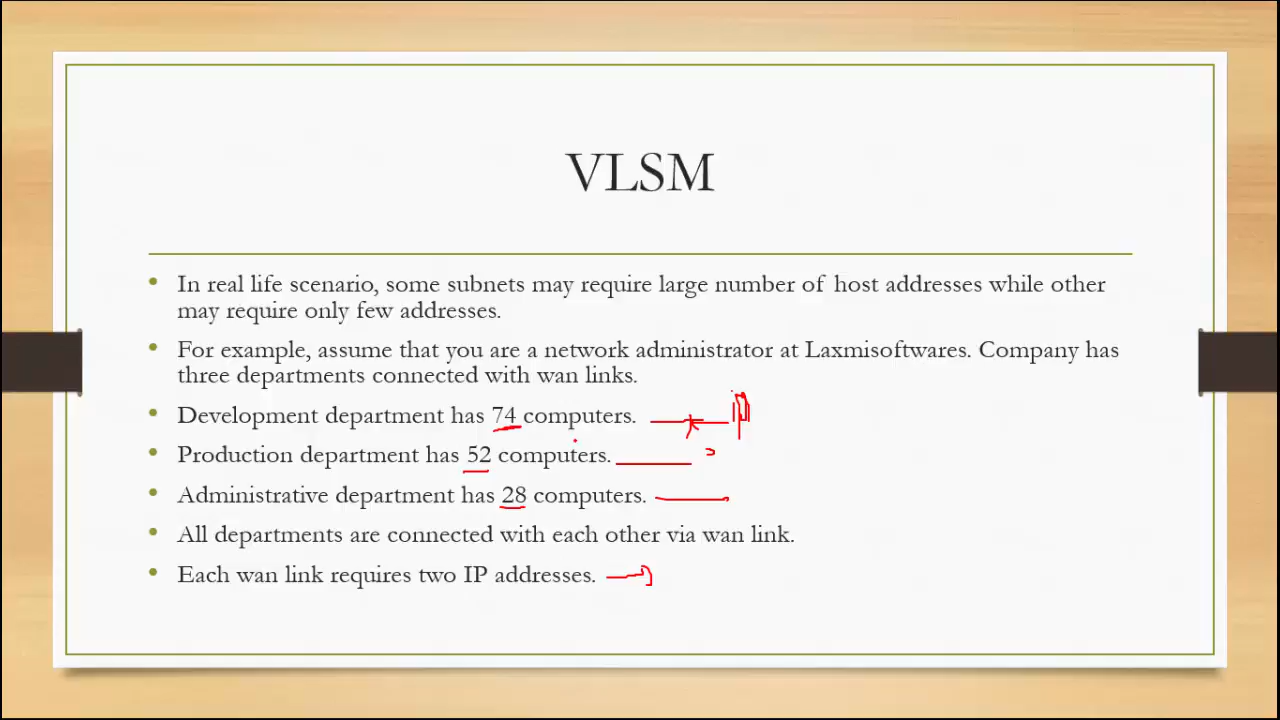 VLSM
• In real life scenario, some subnets may require large number of host addresses while other
may require only few addresses.
• For example, assume that you are a network administrator at Laxmisoftwares. Company has
three departments connected with wan links.
• Development department has 74 computers.
• Production department has 52 computers.
• Administrative department has 28 computers.
• All departments are connected with each other via wan link.
• Each wan link requires two IP addresses.